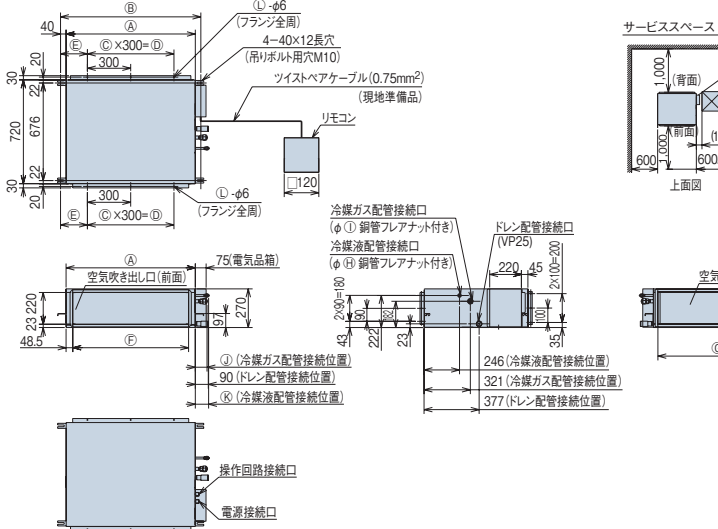 Ⓑ
Ⓐ
40
Ⓔ
Ⓒ×300=Ⓓ
300
Ⓛ-φ6
(フランジ全周)
4－40×12長穴
(吊りボルト用穴M10)
ツイストペアケーブル(0.75mm²)
(現地準備品)
リモコン
□120
30
20
22
720
676
22
30
20
300
Ⓔ
Ⓒ×300=Ⓓ
Ⓛ-φ6
(フランジ全周)
サービススペース
1,000
(背面)
(前面)
1,000
600
600
上面図
Ⓐ
75(電気品箱)
空気吹き出し口(前面)
220
23
270
97
48.5
Ⓕ
Ⓙ(冷媒ガス配管接続位置)
90(ドレン配管接続位置)
Ⓚ(冷媒液配管接続位置)
冷媒ガス配管接続口
(φⒾ銅管フレアナット付き)
冷媒液配管接続口
(φⒽ銅管フレアナット付き)
ドレン配管接続口
(VP25)
220
45
2×100=200
2×90=180
90
222
182
100
43
23
35
246(冷媒液配管接続位置)
321(冷媒ガス配管接続位置)
377(ドレン配管接続位置)
空気
操作回路接続口
電源接続口